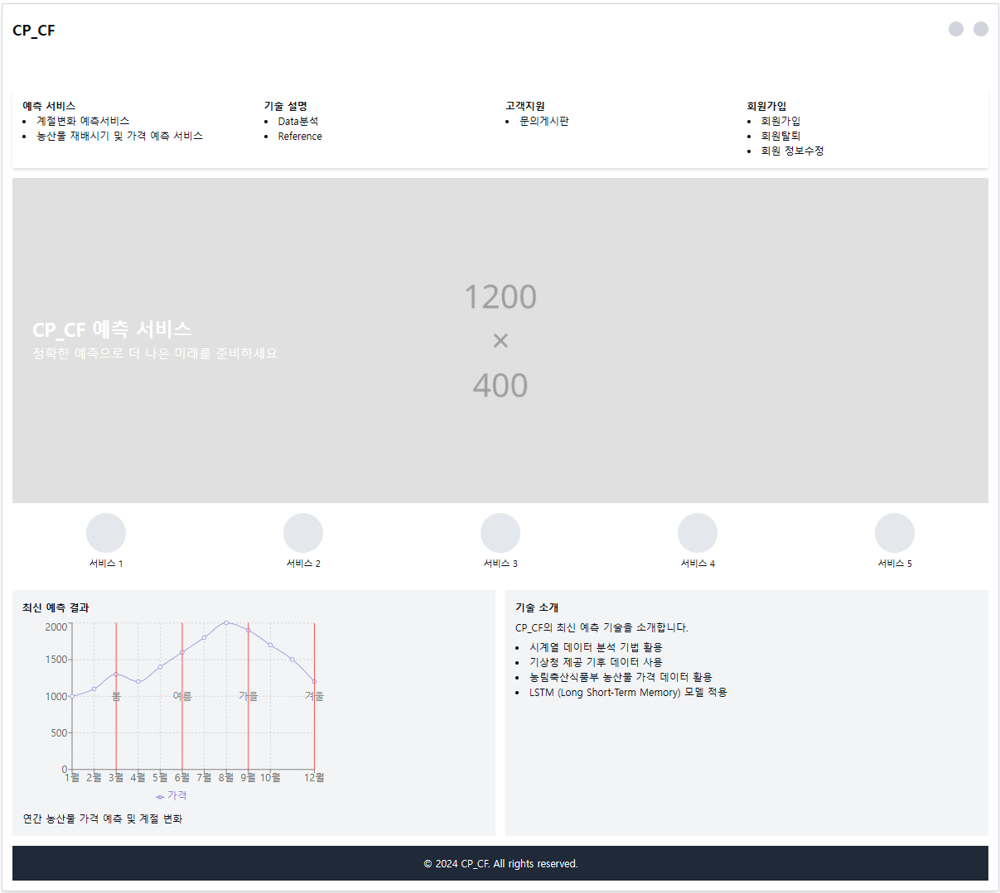 CP_CF
예측 서비스
계절변화 예측서비스
농산물 재배시기 및 가격 예측 서비스
기술 설명
Data분석
Reference
고객지원
문의게시판
회원가입
회원가입
회원탈퇴
회원 정보수정
1200
×
400
CP_CF 예측 서비스
정확한 예측으로 더 나은 미래를 준비하세요
서비스 1
서비스 2
서비스 3
서비스 4
서비스 5
최신 예측 결과
2000
1500
1000
500
0
봄
여름
가을
겨울
1월 2월 3월 4월 5월 6월 7월 8월 9월 10월 12월
가격
연간 농산물 가격 예측 및 계절 변화
기술 소개
CP_CF의 최신 예측 기술을 소개합니다.
시계열 데이터 분석 기법 활용
기상청 제공 기후 데이터 사용
농림축산식품부 농산물 가격 데이터 활용
LSTM (Long Short-Term Memory) 모델 적용
© 2024 CP_CF. All rights reserved.